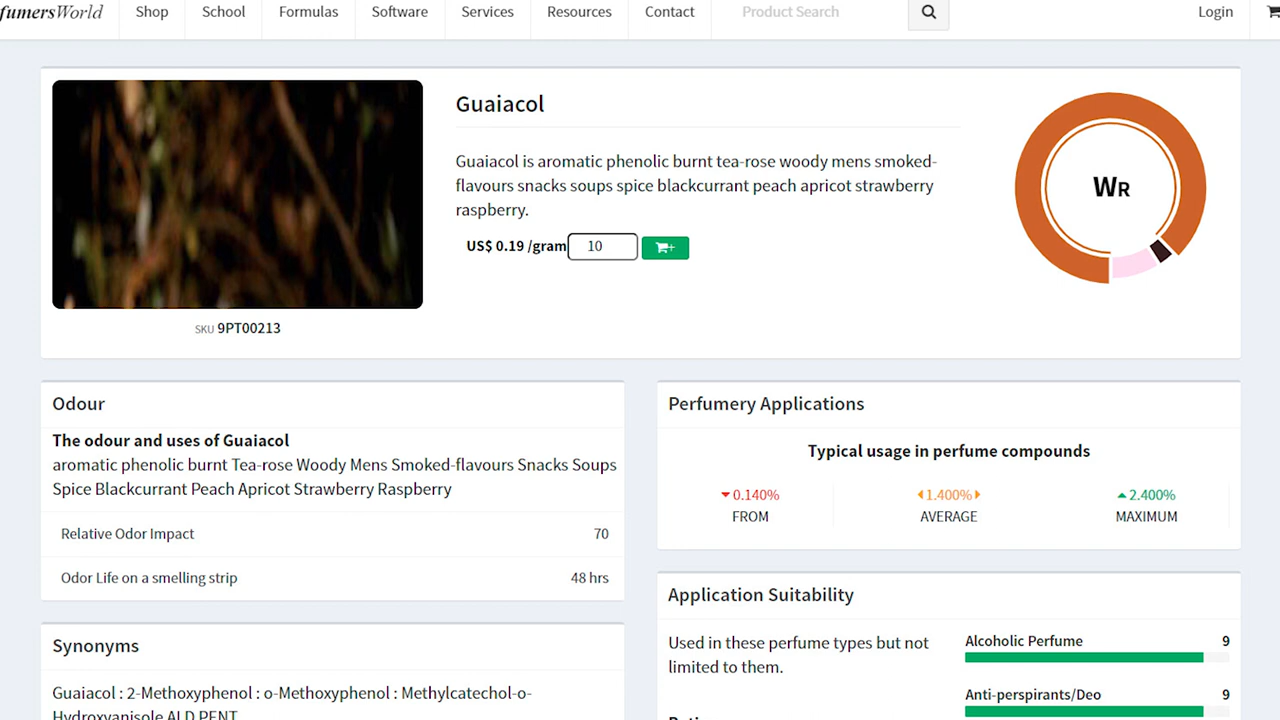 fumersWorld
Shop
School
Formulas
Software
Services
Resources
Contact
Product Search
Login
Guaiacol
Guaiacol is aromatic phenolic burnt tea-rose woody mens smoked-
flavours snacks soups spice blackcurrant peach apricot strawberry
raspberry.
US$ 0.19 /gram 10
SKU 9PT00213
WR
Odour
The odour and uses of Guaiacol
aromatic phenolic burnt Tea-rose Woody Mens Smoked-flavours Snacks Soups
Spice Blackcurrant Peach Apricot Strawberry Raspberry
Relative Odor Impact 70
Odor Life on a smelling strip 48 hrs
Synonyms
Guaiacol : 2-Methoxyphenol : o-Methoxyphenol : Methylcatechol-o-
Hydroxyanisole ALD PENT
Perfumery Applications
Typical usage in perfume compounds
0.140% 1.400% 2.400%
FROM AVERAGE MAXIMUM
Application Suitability
Used in these perfume types but not
limited to them.
Alcoholic Perfume 9
Anti-perspirants/Deo 9